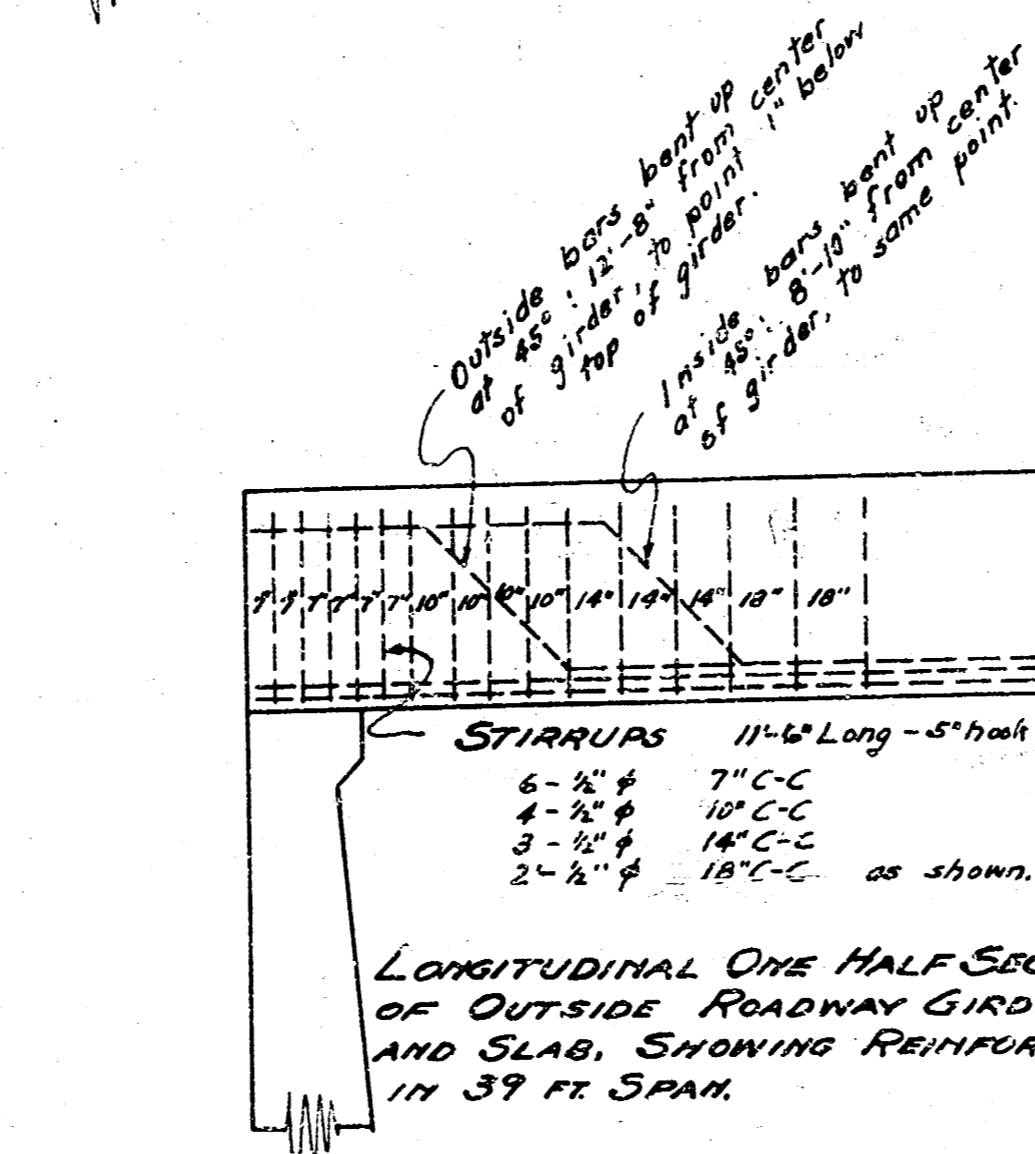 Outside bars bent up
at 45° : 12'-8" from center
of girder, to point 1" below
top of girder.
Inside bars bent up
at 45° : 8'-10" from center
of girder, to same point.
7" 7" 7" 7" 7" 7" 10" 10" 10" 10" 14" 14" 14" 18" 18"
STIRRUPS 11'-6" Long - 5" hook
6 - ½" ϕ 7" C-C
4 - ½" ϕ 10" C-C
3 - ½" ϕ 14" C-C
2 - ½" ϕ 18" C-C as shown.
LONGITUDINAL ONE HALF SEC
OF OUTSIDE ROADWAY GIRD
AND SLAB, SHOWING REINFOR
IN 39 FT. SPAN.